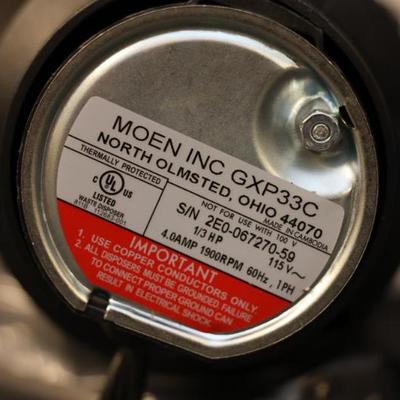 MOEN INC GXP33C
NORTH OLMSTED, OHIO 44070
THERMALLY PROTECTED
NOT FOR USE WITH 100 V
MADE IN CAMBODIA
S/N 2E0-067270-59
1/3 HP 115 V~
4.0AMP 1900RPM 60Hz, 1PH
C UL US
LISTED
WASTE DISPOSER
IMPORTANT
1. USE COPPER CONDUCTORS ONLY.
2. ALL DISPOSERS MUST BE GROUNDED. FAILURE
TO CONNECT PROPER GROUND CAN
RESULT IN ELECTRICAL SHOCK.